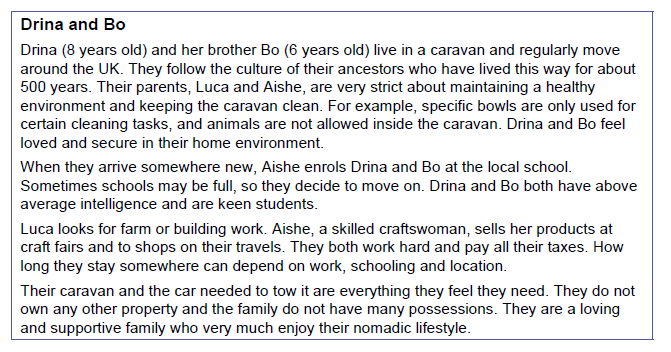 Drina and Bo
Drina (8 years old) and her brother Bo (6 years old) live in a caravan and regularly move
around the UK. They follow the culture of their ancestors who have lived this way for about
500 years. Their parents, Luca and Aishe, are very strict about maintaining a healthy
environment and keeping the caravan clean. For example, specific bowls are only used for
certain cleaning tasks, and animals are not allowed inside the caravan. Drina and Bo feel
loved and secure in their home environment.
When they arrive somewhere new, Aishe enrols Drina and Bo at the local school.
Sometimes schools may be full, so they decide to move on. Drina and Bo both have above
average intelligence and are keen students.
Luca looks for farm or building work. Aishe, a skilled craftswoman, sells her products at
craft fairs and to shops on their travels. They both work hard and pay all their taxes. How
long they stay somewhere can depend on work, schooling and location.
Their caravan and the car needed to tow it are everything they feel they need. They do not
own any other property and the family do not have many possessions. They are a loving
and supportive family who very much enjoy their nomadic lifestyle.